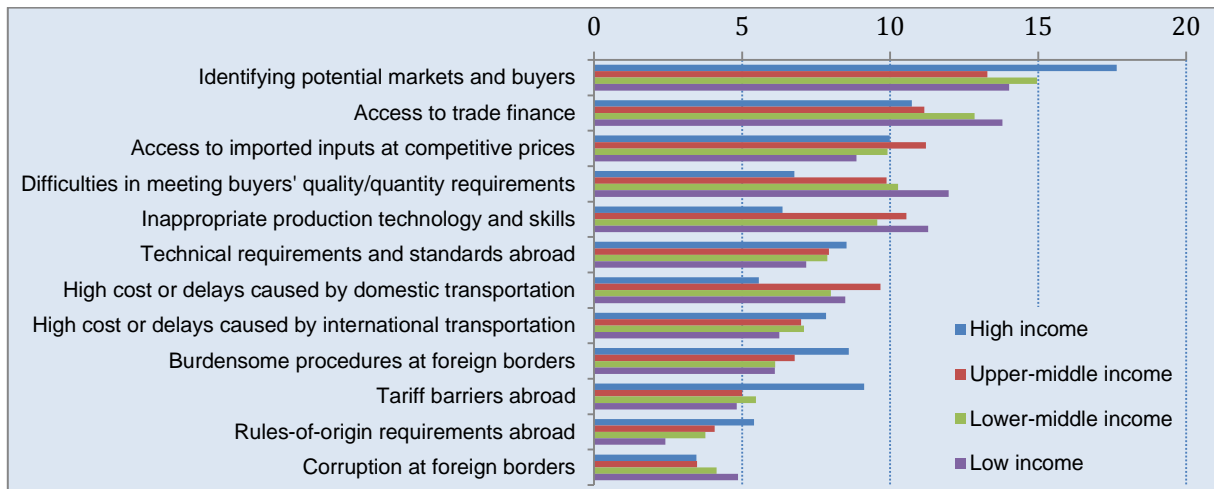 0 5 10 15 20
Identifying potential markets and buyers
Access to trade finance
Access to imported inputs at competitive prices
Difficulties in meeting buyers' quality/quantity requirements
Inappropriate production technology and skills
Technical requirements and standards abroad
High cost or delays caused by domestic transportation
High cost or delays caused by international transportation
Burdensome procedures at foreign borders
Tariff barriers abroad
Rules-of-origin requirements abroad
Corruption at foreign borders
High income
Upper-middle income
Lower-middle income
Low income